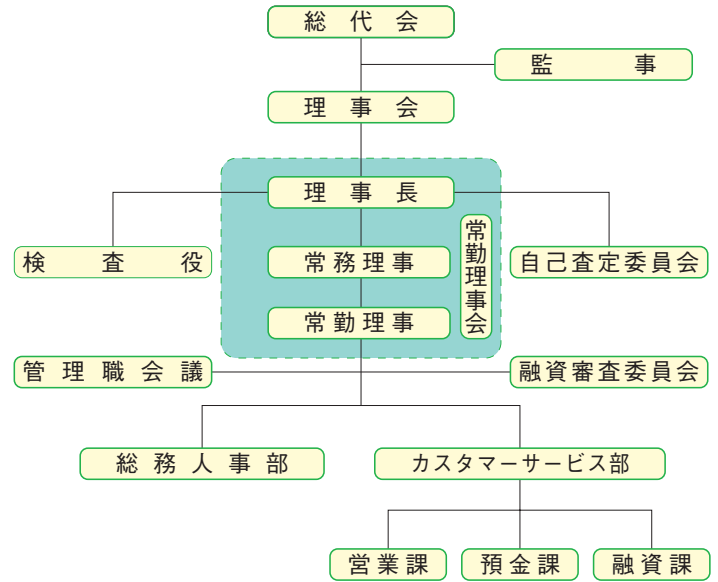 総代会
監事
理事会
理事長
常勤理事会
検査役
常務理事
自己査定委員会
常勤理事
管理職会議
融資審査委員会
総務人事部
カスタマーサービス部
営業課
預金課
融資課